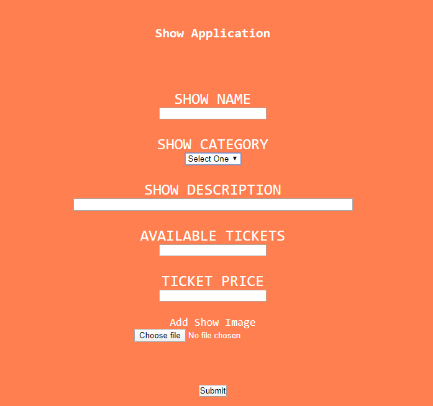 Show Application
SHOW NAME
SHOW CATEGORY
Select One
SHOW DESCRIPTION
AVAILABLE TICKETS
TICKET PRICE
Add Show Image
Choose file No file chosen
Submit